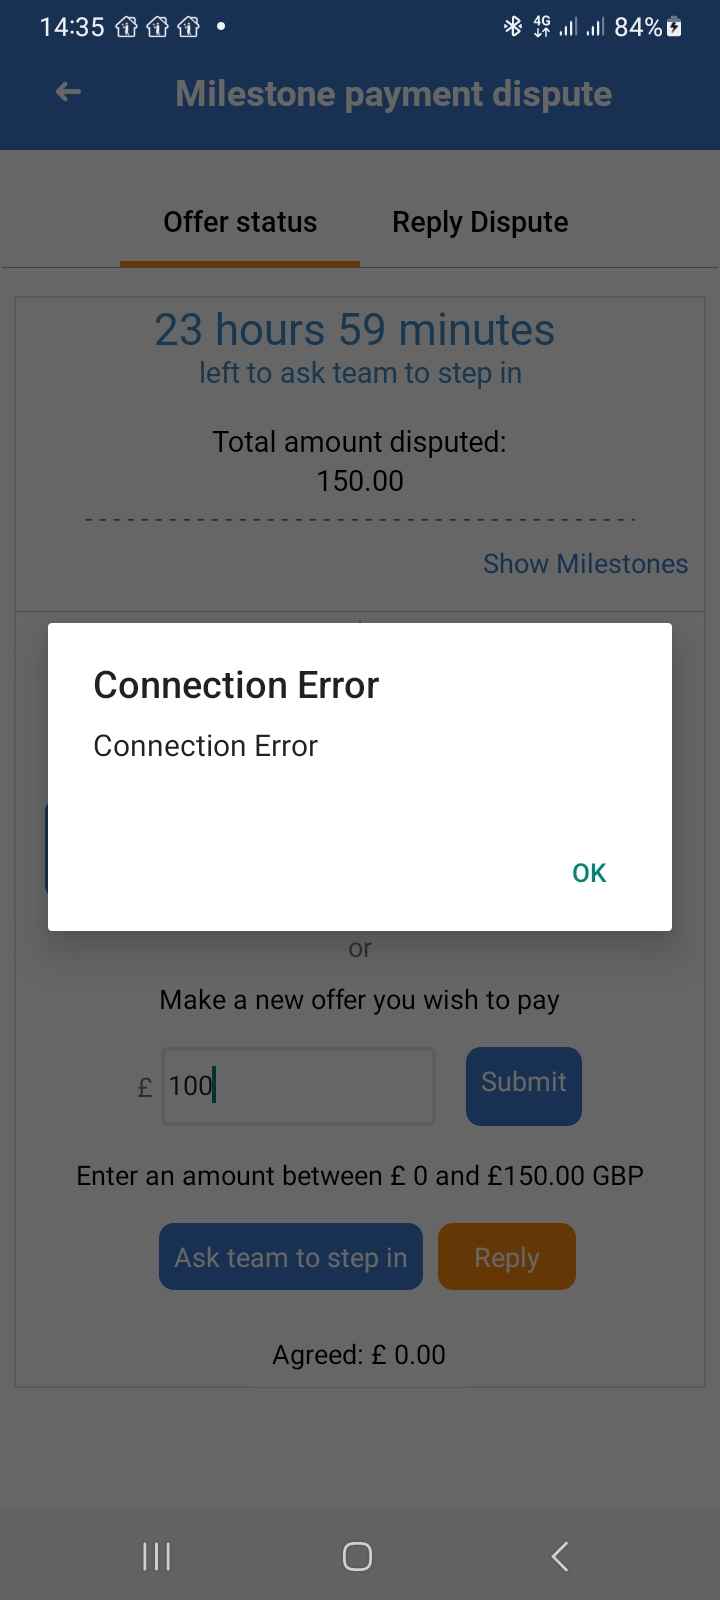 14:35 4G 84%
Milestone payment dispute
Offer status Reply Dispute
23 hours 59 minutes
left to ask team to step in
Total amount disputed:
150.00
Show Milestones
Connection Error
Connection Error
OK
or
Make a new offer you wish to pay
£ 100 Submit
Enter an amount between £ 0 and £150.00 GBP
Ask team to step in Reply
Agreed: £ 0.00